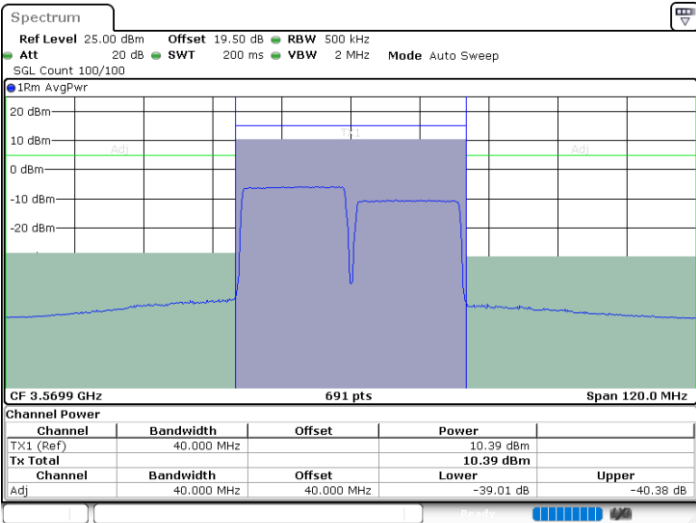 Spectrum
Ref Level 25.00 dBm Offset 19.50 dB RBW 500 kHz
Att 20 dB SWT 200 ms VBW 2 MHz Mode Auto Sweep
SGL Count 100/100
1Rm AvgPwr
20 dBm
TX1
10 dBm
Adj Adj
0 dBm
-10 dBm
-20 dBm
CF 3.5699 GHz 691 pts Span 120.0 MHz
Channel Power
Channel Bandwidth Offset Power
TX1 (Ref) 40.000 MHz 10.39 dBm
Tx Total 10.39 dBm
Channel Bandwidth Offset Lower Upper
Adj 40.000 MHz 40.000 MHz -39.01 dB -40.38 dB
Ready